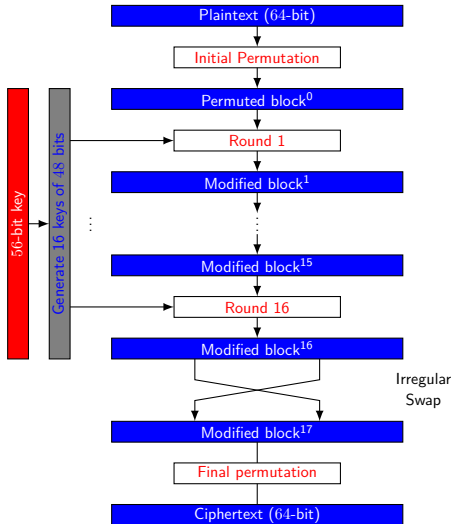 Plaintext (64-bit)
Initial Permutation
Permuted block⁰
Round 1
Modified block¹
Modified block¹⁵
Round 16
Modified block¹⁶
Irregular
Swap
Modified block¹⁷
Final permutation
Ciphertext (64-bit)
56-bit key
Generate 16 keys of 48 bits